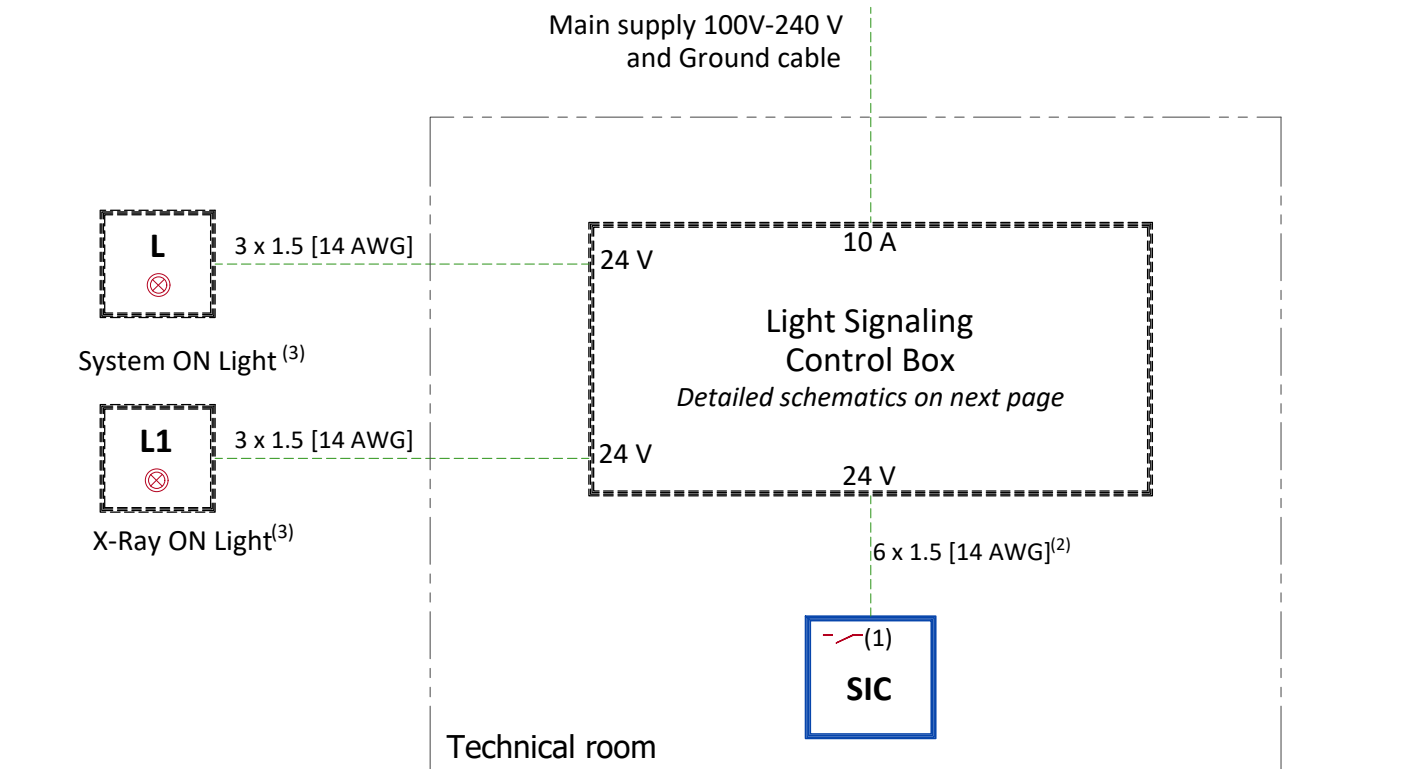 Main supply 100V-240 V
and Ground cable
L
3 x 1.5 [14 AWG]
24 V
10 A
System ON Light (3)
Light Signaling
Control Box
Detailed schematics on next page
L1
3 x 1.5 [14 AWG]
24 V
24 V
X-Ray ON Light(3)
6 x 1.5 [14 AWG](2)
(1)
SIC
Technical room